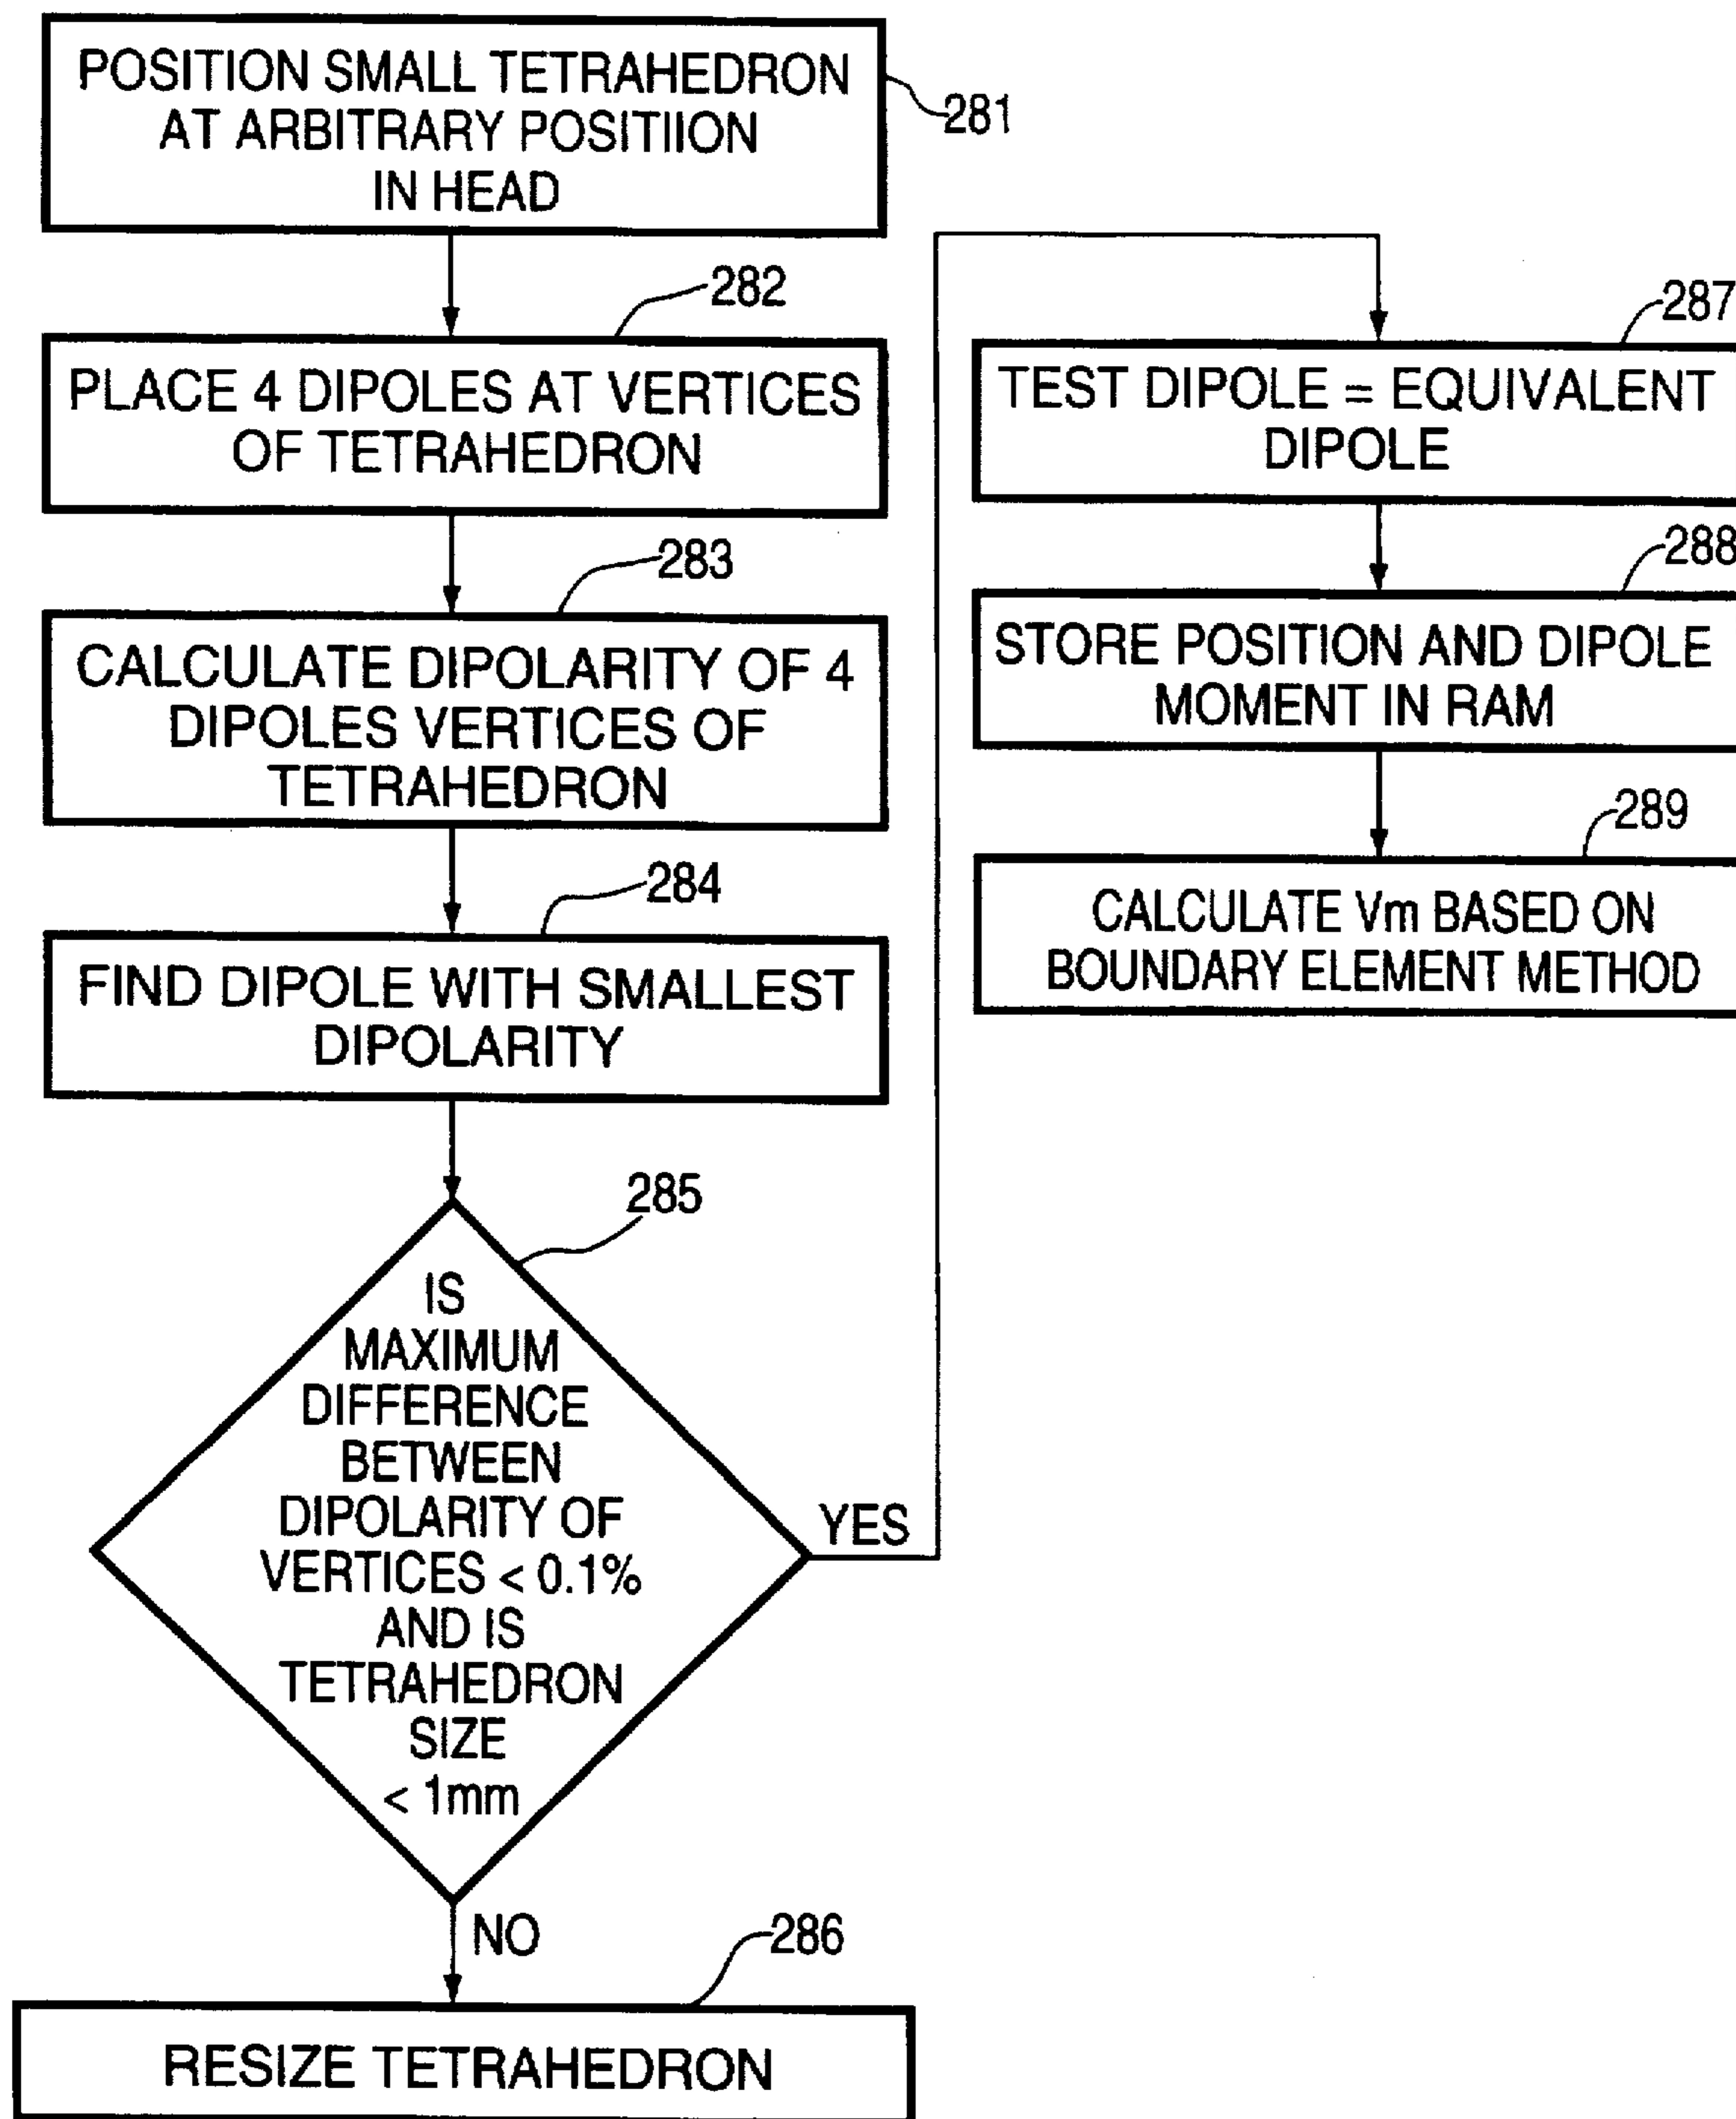 POSITION SMALL TETRAHEDRON
AT ARBITRARY POSITIION
IN HEAD
281
282
PLACE 4 DIPOLES AT VERTICES
OF TETRAHEDRON
283
CALCULATE DIPOLARITY OF 4
DIPOLES VERTICES OF
TETRAHEDRON
284
FIND DIPOLE WITH SMALLEST
DIPOLARITY
285
IS
MAXIMUM
DIFFERENCE
BETWEEN
DIPOLARITY OF
VERTICES < 0.1%
AND IS
TETRAHEDRON
SIZE
< 1mm
YES
NO
286
RESIZE TETRAHEDRON
287
TEST DIPOLE = EQUIVALENT
DIPOLE
288
STORE POSITION AND DIPOLE
MOMENT IN RAM
289
CALCULATE Vm BASED ON
BOUNDARY ELEMENT METHOD